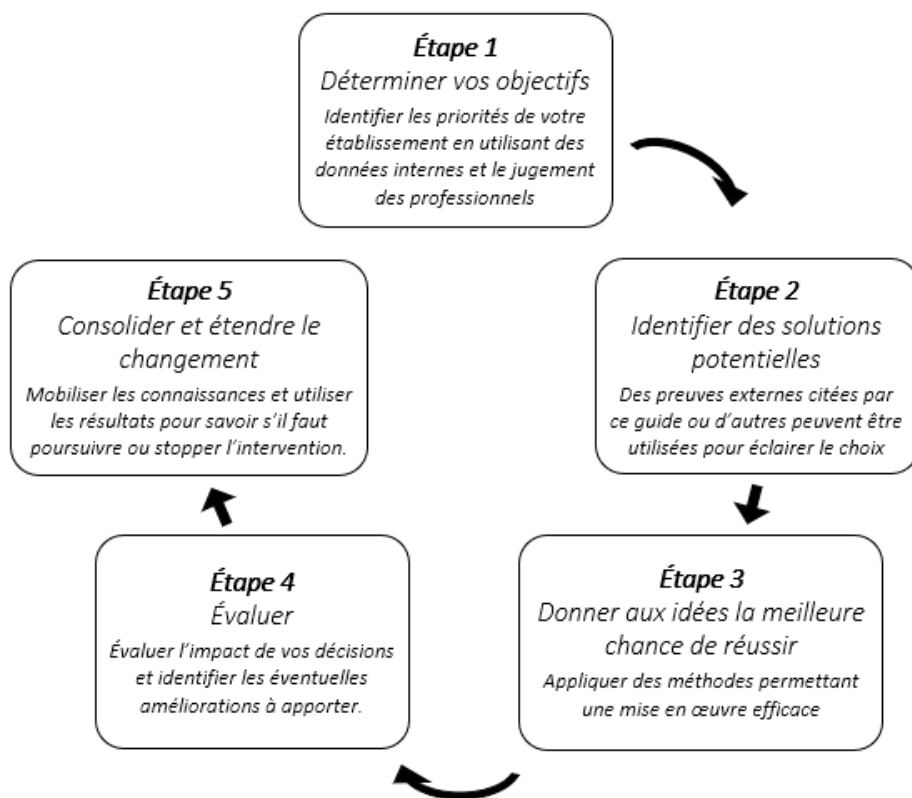 Étape 1
Déterminer vos objectifs
Identifier les priorités de votre
établissement en utilisant des
données internes et le jugement
des professionnels
Étape 2
Identifier des solutions
potentielles
Des preuves externes citées par
ce guide ou d'autres peuvent être
utilisées pour éclairer le choix
Étape 3
Donner aux idées la meilleure
chance de réussir
Appliquer des méthodes permettant
une mise en œuvre efficace
Étape 4
Évaluer
Évaluer l'impact de vos décisions
et identifier les éventuelles
améliorations à apporter.
Étape 5
Consolider et étendre le
changement
Mobiliser les connaissances et utiliser
les résultats pour savoir s'il faut
poursuivre ou stopper l'intervention.